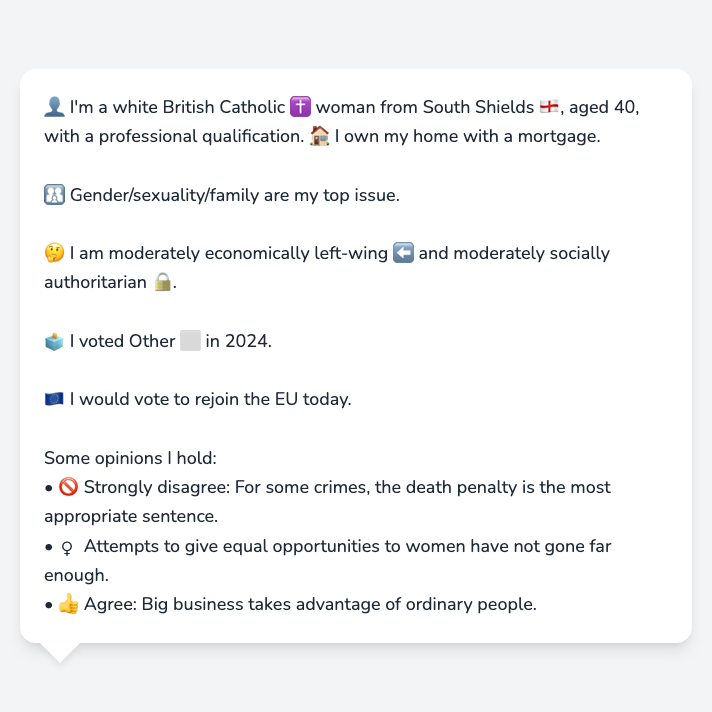 👤 I'm a white British Catholic ✝️ woman from South Shields 🏴󠁧󠁢󠁥󠁮󠁧󠁿, aged 40,
with a professional qualification. 🏠 I own my home with a mortgage.
🚻 Gender/sexuality/family are my top issue.
🤔 I am moderately economically left-wing ⬅️ and moderately socially
authoritarian 🔒.
🗳️ I voted Other ⬜ in 2024.
🇪🇺 I would vote to rejoin the EU today.
Some opinions I hold:
• 🚫 Strongly disagree: For some crimes, the death penalty is the most
appropriate sentence.
• ♀ Attempts to give equal opportunities to women have not gone far
enough.
• 👍 Agree: Big business takes advantage of ordinary people.